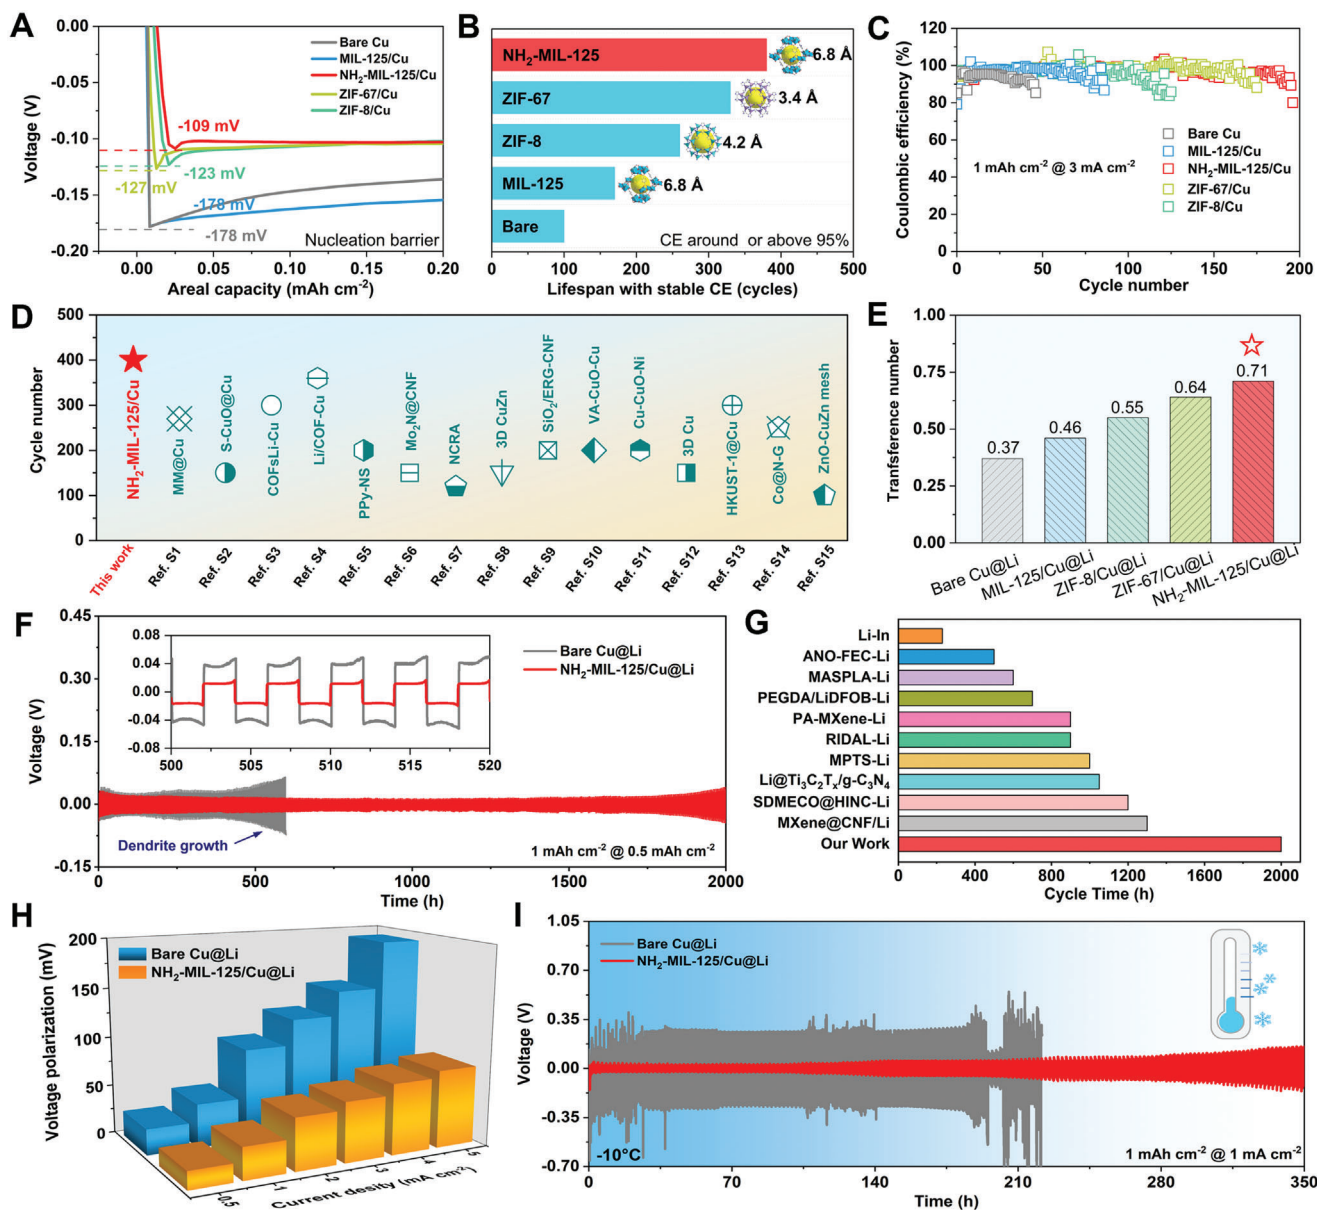 A
0.00
-0.05
-0.10
-0.15
-0.20
Voltage (V)
Bare Cu
MIL-125/Cu
NH₂-MIL-125/Cu
ZIF-67/Cu
ZIF-8/Cu
-109 mV
-123 mV
-127 mV
-178 mV
-178 mV
Nucleation barrier
0.00 0.05 0.10 0.15 0.20
Areal capacity (mAh cm⁻²)
B
NH₂-MIL-125 6.8 Å
ZIF-67 3.4 Å
ZIF-8 4.2 Å
MIL-125 6.8 Å
Bare
CE around or above 95%
0 100 200 300 400 500
Lifespan with stable CE (cycles)
C
120
100
80
60
40
20
0
Coulombic efficiency (%)
Bare Cu
MIL-125/Cu
NH₂-MIL-125/Cu
ZIF-67/Cu
ZIF-8/Cu
1 mAh cm⁻² @ 3 mA cm⁻²
0 50 100 150 200
Cycle number
D
500
400
300
200
100
0
Cycle number
NH₂-MIL-125/Cu
MM@Cu
S-CuO@Cu
COFsLi-Cu
Li/COF-Cu
PPy-NS
Mo₂N@CNF
NCRA
3D CuZn
SiO₂/ERG-CNF
VA-CuO-Cu
Cu-CuO-Ni
3D Cu
HKUST-1@Cu
Co@N-G
ZnO-CuZn mesh
This work
Ref. S1
Ref. S2
Ref. S3
Ref. S4
Ref. S5
Ref. S6
Ref. S7
Ref. S8
Ref. S9
Ref. S10
Ref. S11
Ref. S12
Ref. S13
Ref. S14
Ref. S15
E
1.00
0.75
0.50
0.25
0.00
Tranfsference number
0.37
0.46
0.55
0.64
0.71
Bare Cu@Li
MIL-125/Cu@Li
ZIF-8/Cu@Li
ZIF-67/Cu@Li
NH₂-MIL-125/Cu@Li
F
0.45
0.30
0.15
0.00
-0.15
Voltage (V)
0.08
0.04
0.00
-0.04
-0.08
500 505 510 515 520
Bare Cu@Li
NH₂-MIL-125/Cu@Li
Dendrite growth
1 mAh cm⁻² @ 0.5 mAh cm⁻²
0 500 1000 1500 2000
Time (h)
G
Li-In
ANO-FEC-Li
MASPLA-Li
PEGDA/LiDFOB-Li
PA-MXene-Li
RIDAL-Li
MPTS-Li
Li@Ti₃C₂Tₓ/g-C₃N₄
SDMECO@HINC-Li
MXene@CNF/Li
Our Work
0 400 800 1200 1600 2000
Cycle Time (h)
H
200
150
100
50
0
Voltage polarization (mV)
Bare Cu@Li
NH₂-MIL-125/Cu@Li
0.5
1
2
3
4
5
Current desity (mA cm⁻²)
I
1.05
0.70
0.35
0.00
-0.35
-0.70
Voltage (V)
Bare Cu@Li
NH₂-MIL-125/Cu@Li
-10°C
1 mAh cm⁻² @ 1 mA cm⁻²
0 70 140 210 280 350
Time (h)